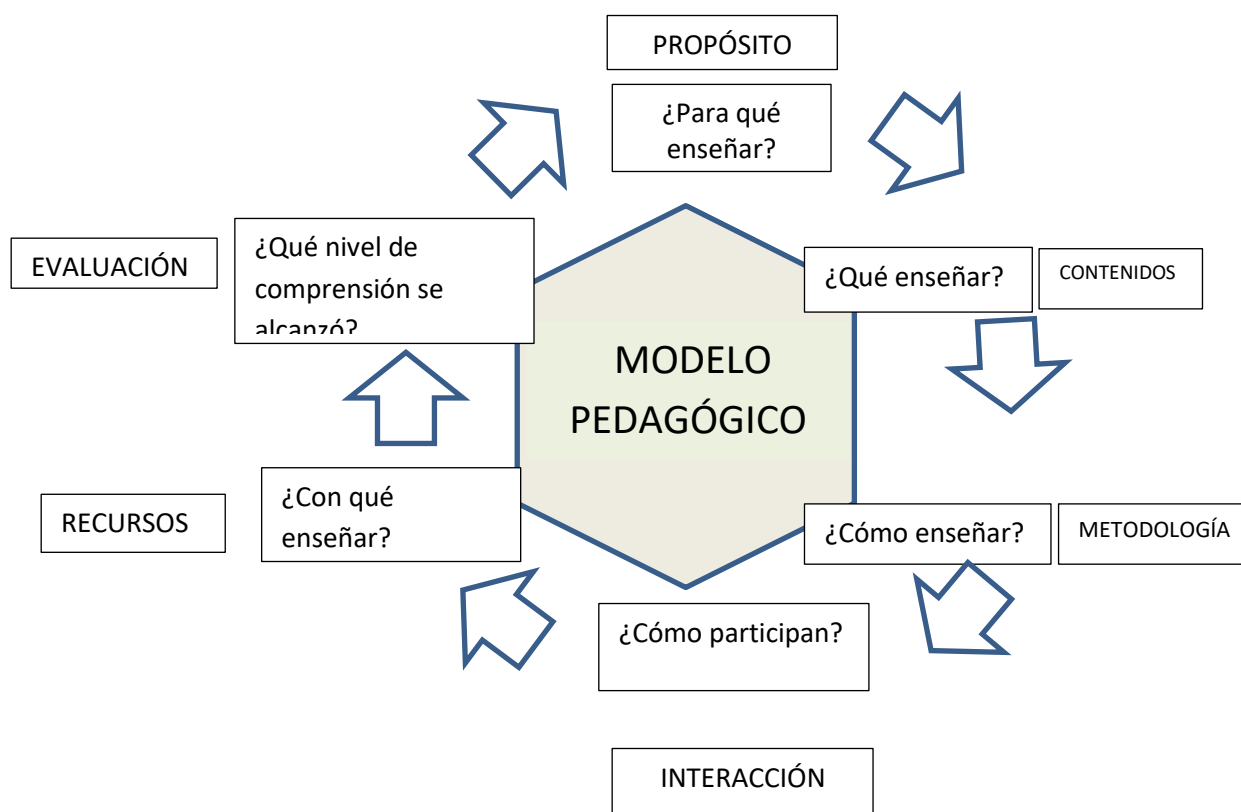 PROPÓSITO
¿Para qué
enseñar?
¿Qué enseñar?
CONTENIDOS
¿Cómo enseñar?
METODOLOGÍA
¿Cómo participan?
INTERACCIÓN
¿Con qué
enseñar?
RECURSOS
¿Qué nivel de
comprensión se
alcanzó?
EVALUACIÓN
MODELO
PEDAGÓGICO